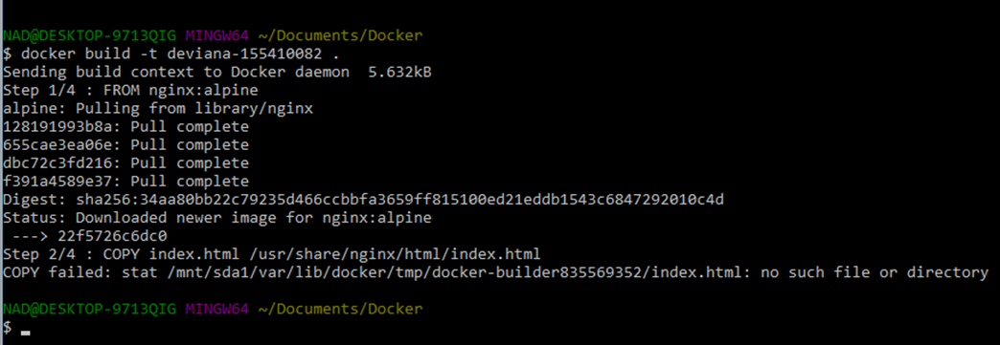 NAD@DESKTOP-9713QIG MINGW64 ~/Documents/Docker
$ docker build -t deviana-155410082 .
Sending build context to Docker daemon  5.632kB
Step 1/4 : FROM nginx:alpine
alpine: Pulling from library/nginx
128191993b8a: Pull complete
655cae3ea06e: Pull complete
dbc72c3fd216: Pull complete
f391a4589e37: Pull complete
Digest: sha256:34aa80bb22c79235d466ccbbfa3659ff815100ed21eddb1543c6847292010c4d
Status: Downloaded newer image for nginx:alpine
 ---> 22f5726c6dc0
Step 2/4 : COPY index.html /usr/share/nginx/html/index.html
COPY failed: stat /mnt/sda1/var/lib/docker/tmp/docker-builder835569352/index.html: no such file or directory
NAD@DESKTOP-9713QIG MINGW64 ~/Documents/Docker
$